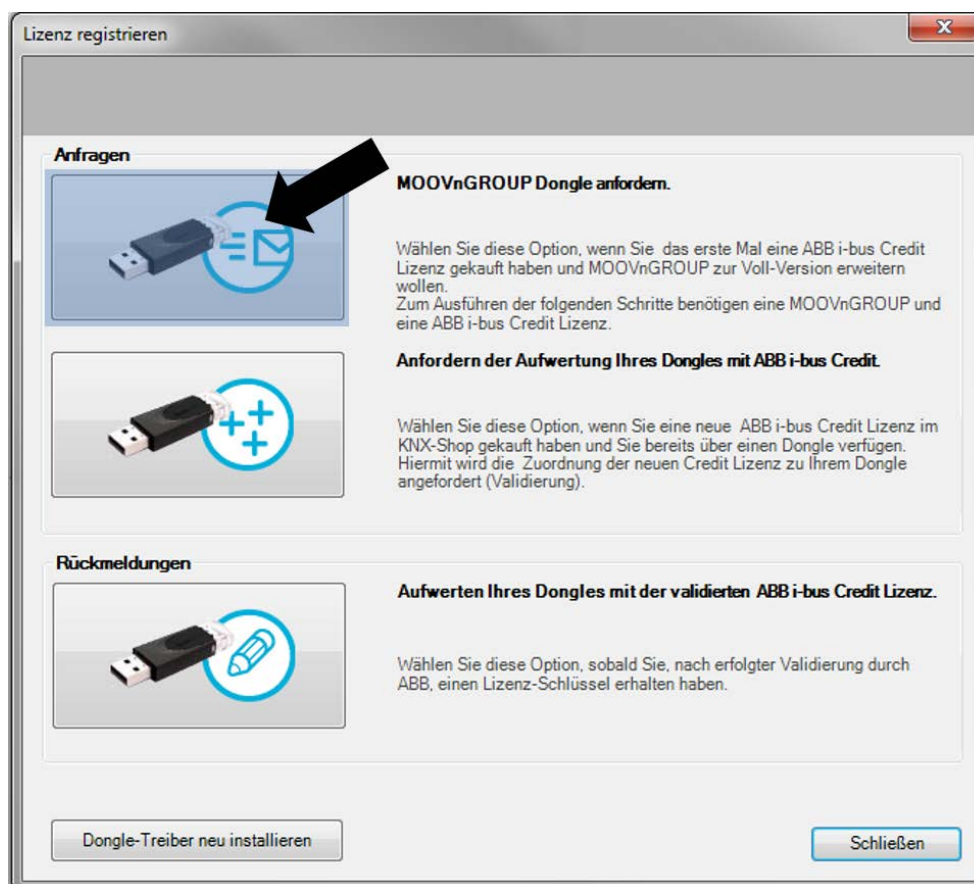 Lizenz registrieren
Anfragen
MOOVnGROUP Dongle anfordern.
Wählen Sie diese Option, wenn Sie das erste Mal eine ABB i-bus Credit
Lizenz gekauft haben und MOOVnGROUP zur Voll-Version erweitern
wollen.
Zum Ausführen der folgenden Schritte benötigen eine MOOVnGROUP und
eine ABB i-bus Credit Lizenz.
Anfordern der Aufwertung Ihres Dongles mit ABB i-bus Credit.
Wählen Sie diese Option, wenn Sie eine neue ABB i-bus Credit Lizenz im
KNX-Shop gekauft haben und Sie bereits über einen Dongle verfügen.
Hiermit wird die Zuordnung der neuen Credit Lizenz zu Ihrem Dongle
angefordert (Validierung).
Rückmeldungen
Aufwerten Ihres Dongles mit der validierten ABB i-bus Credit Lizenz.
Wählen Sie diese Option, sobald Sie, nach erfolgter Validierung durch
ABB, einen Lizenz-Schlüssel erhalten haben.
Dongle-Treiber neu installieren
Schließen